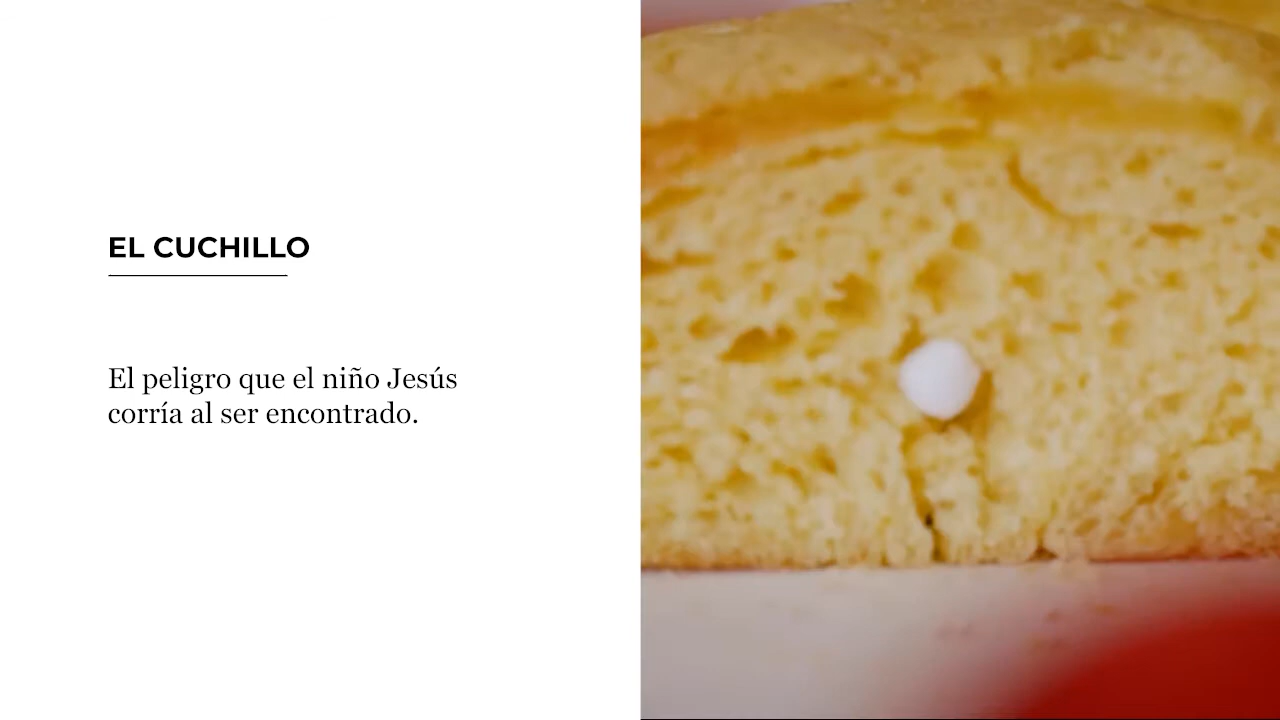 EL CUCHILLO
El peligro que el niño Jesús
corría al ser encontrado.